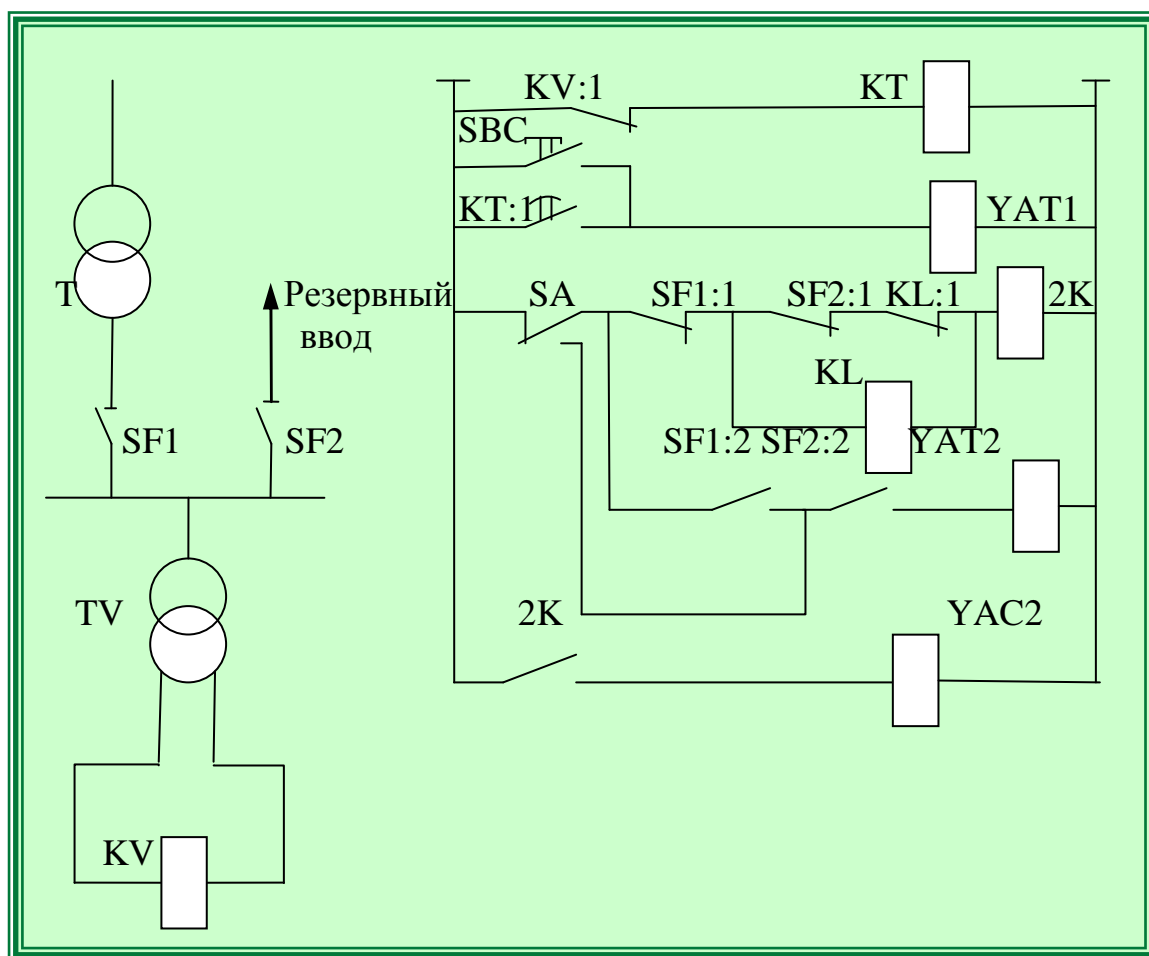 KV:1
KT
SBC
KT:1
YAT1
T
Резервный
ввод
SA
SF1:1
SF2:1
KL:1
2K
KL
SF1
SF2
SF1:2
SF2:2
YAT2
TV
2K
YAC2
KV